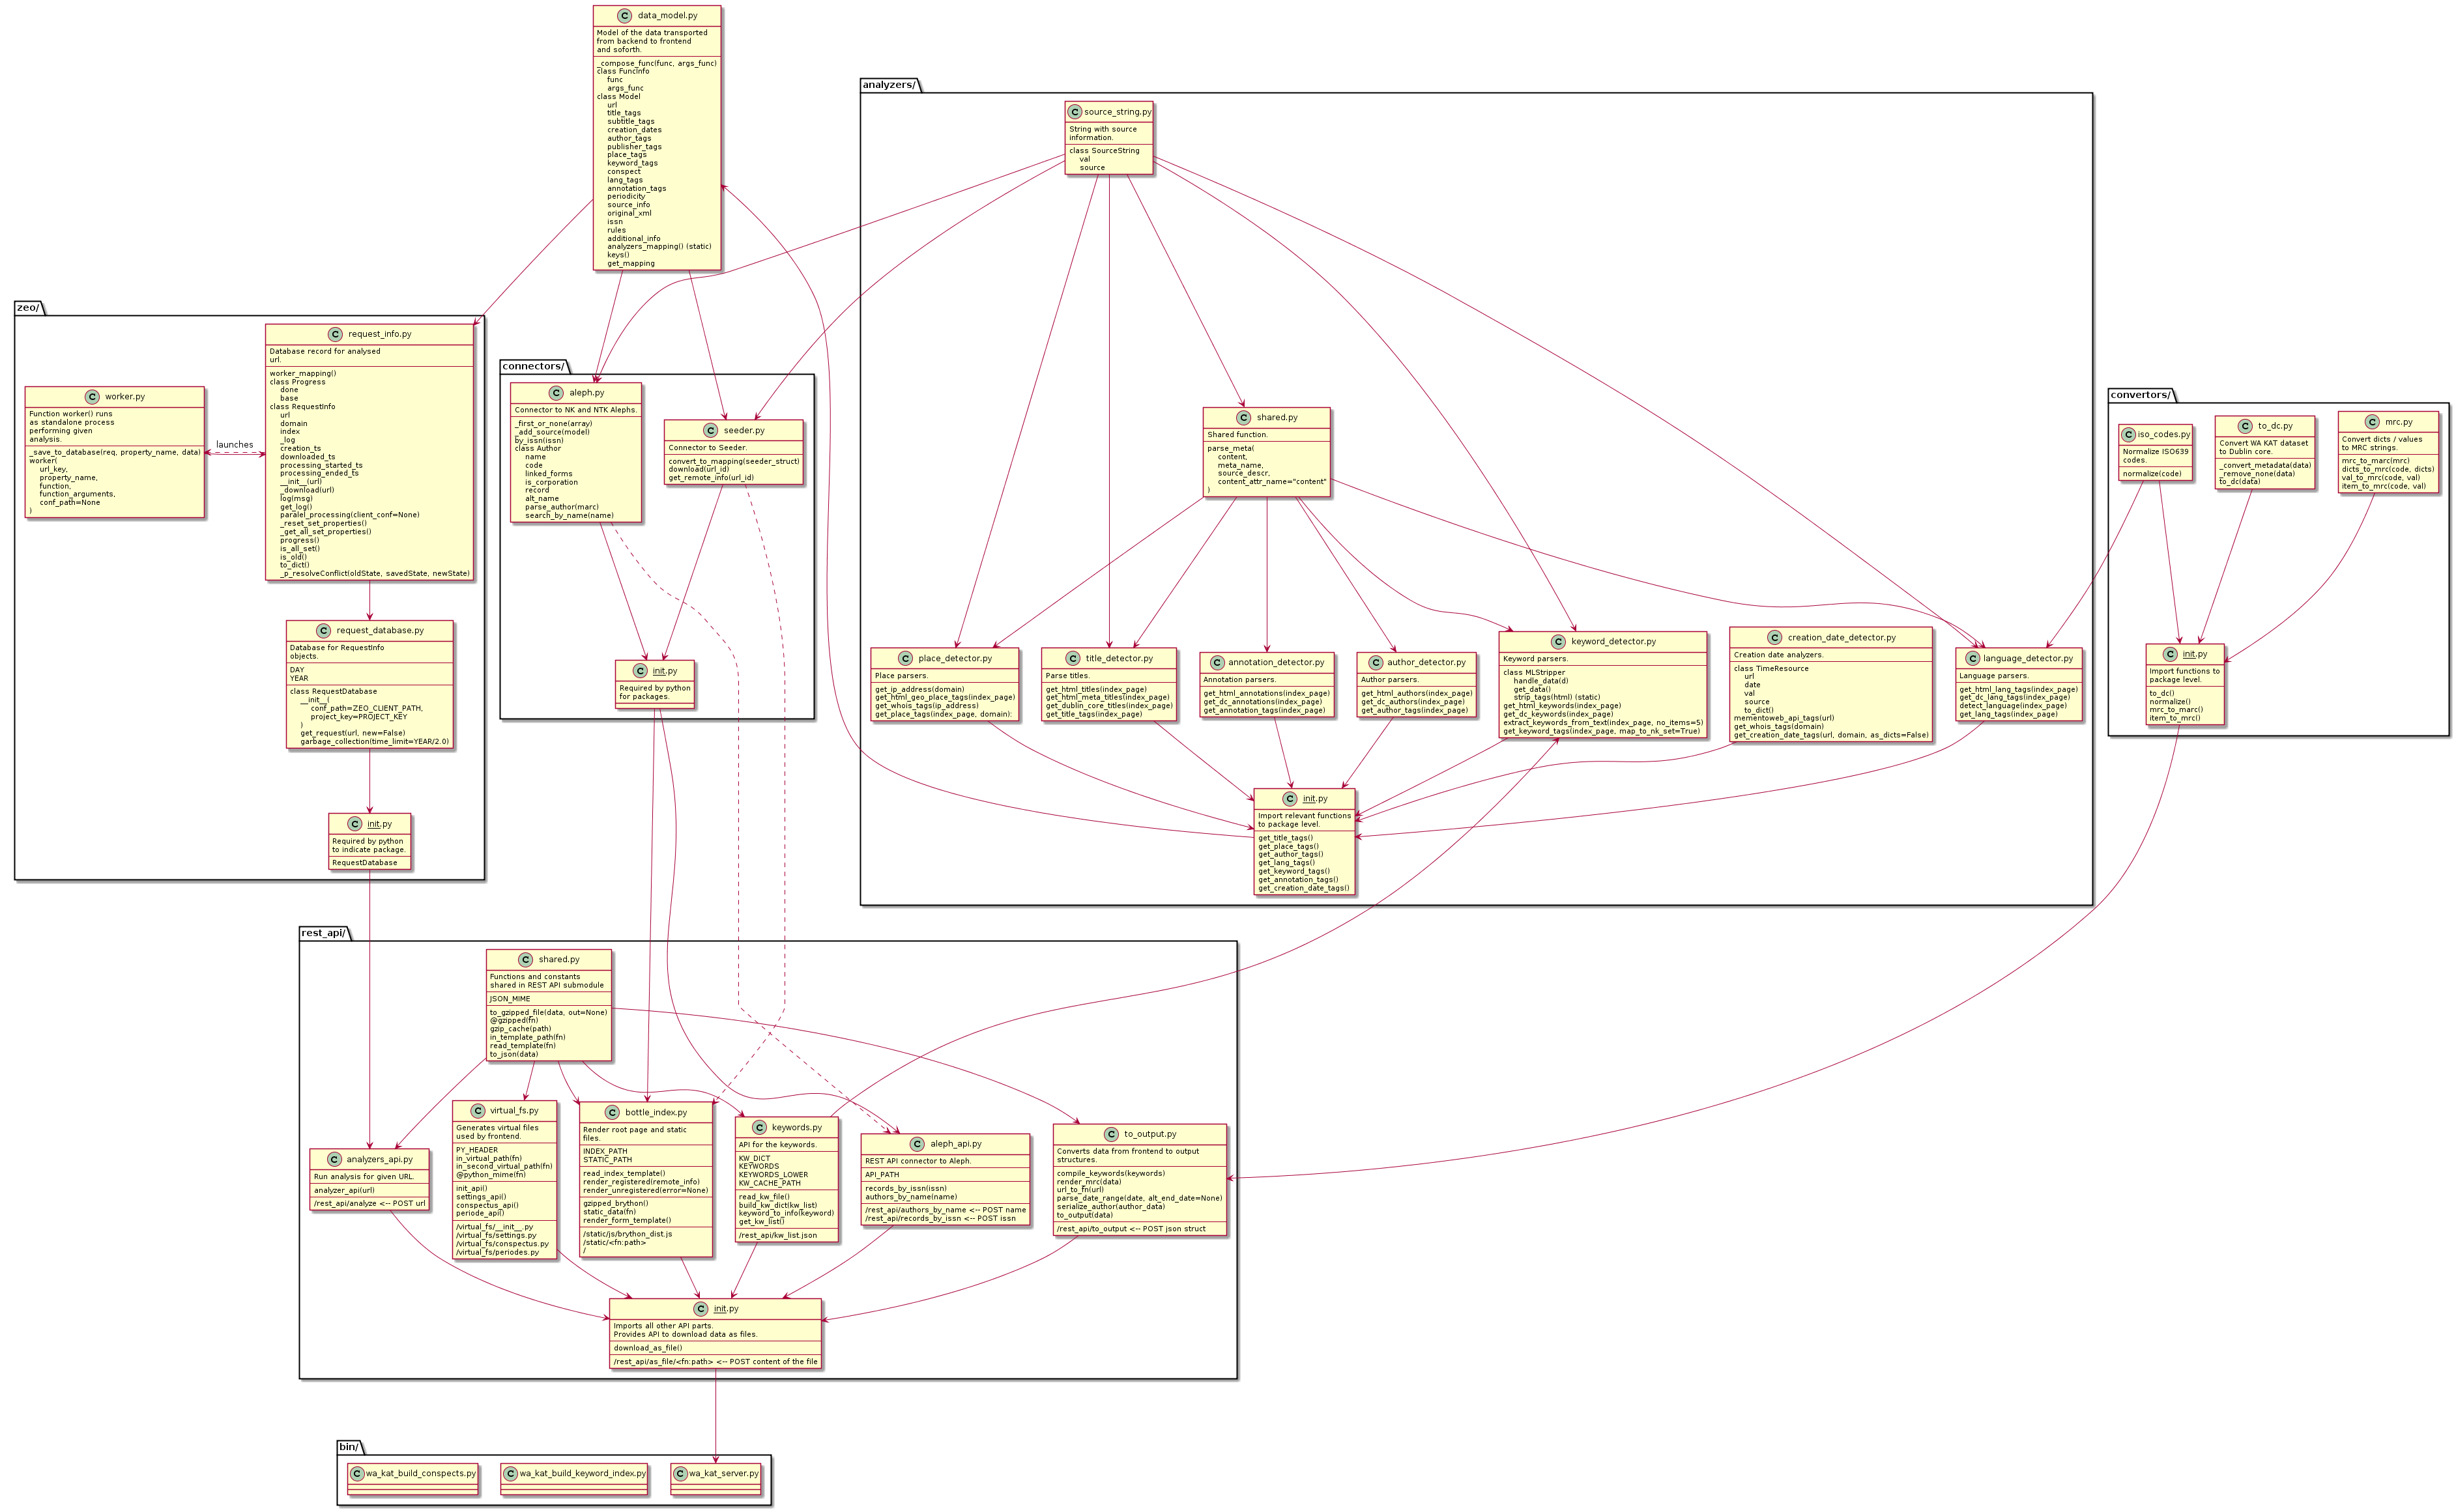 data_model.py
Model of the data transported
from backend to frontend
and soforth.
_compose_func(func, args_func)
class FuncInfo
func
args_func
class Model
url
title_tags
subtitle_tags
creation_dates
author_tags
publisher_tags
place_tags
keyword_tags
conspect
lang_tags
annotation_tags
periodicity
source_info
original_xml
issn
rules
additional_info
analyzers_mapping() (static)
keys()
get_mapping
analyzers/
source_string.py
String with source
information.
class SourceString
val
source
shared.py
Shared function.
parse_meta(
content,
meta_name,
source_descr,
content_attr_name="content"
)
place_detector.py
Place parsers.
get_ip_address(domain)
get_html_geo_place_tags(index_page)
get_whois_tags(ip_address)
get_place_tags(index_page, domain):
title_detector.py
Parse titles.
get_html_titles(index_page)
get_html_meta_titles(index_page)
get_dublin_core_titles(index_page)
get_title_tags(index_page)
annotation_detector.py
Annotation parsers.
get_html_annotations(index_page)
get_dc_annotations(index_page)
get_annotation_tags(index_page)
author_detector.py
Author parsers.
get_html_authors(index_page)
get_dc_authors(index_page)
get_author_tags(index_page)
keyword_detector.py
Keyword parsers.
class MLStripper
handle_data(d)
get_data()
strip_tags(html) (static)
get_html_keywords(index_page)
get_dc_keywords(index_page)
extract_keywords_from_text(index_page, no_items=5)
get_keyword_tags(index_page, map_to_nk_set=True)
creation_date_detector.py
Creation date analyzers.
class TimeResource
url
date
val
source
to_dict()
mementoweb_api_tags(url)
get_whois_tags(domain)
get_creation_date_tags(url, domain, as_dicts=False)
language_detector.py
Language parsers.
get_html_lang_tags(index_page)
get_dc_lang_tags(index_page)
detect_language(index_page)
get_lang_tags(index_page)
init.py
Import relevant functions
to package level.
get_title_tags()
get_place_tags()
get_author_tags()
get_lang_tags()
get_keyword_tags()
get_annotation_tags()
get_creation_date_tags()
zeo/
request_info.py
Database record for analysed
url.
worker_mapping()
class Progress
done
base
class RequestInfo
url
domain
index
_log
creation_ts
downloaded_ts
processing_started_ts
processing_ended_ts
__init__(url)
_download(url)
log(msg)
get_log()
paralel_processing(client_conf=None)
_reset_set_properties()
_get_all_set_properties()
progress()
is_all_set()
is_old()
to_dict()
_p_resolveConflict(oldState, savedState, newState)
worker.py
Function worker() runs
as standalone process
performing given
analysis.
_save_to_database(req, property_name, data)
worker(
url_key,
property_name,
function,
function_arguments,
conf_path=None
)
launches
request_database.py
Database for RequestInfo
objects.
DAY
YEAR
class RequestDatabase
__init__(
conf_path=ZEO_CLIENT_PATH,
project_key=PROJECT_KEY
)
get_request(url, new=False)
garbage_collection(time_limit=YEAR/2.0)
init.py
Required by python
to indicate package.
RequestDatabase
connectors/
aleph.py
Connector to NK and NTK Alephs.
_first_or_none(array)
_add_source(model)
by_issn(issn)
class Author
name
code
linked_forms
is_corporation
record
alt_name
parse_author(marc)
search_by_name(name)
seeder.py
Connector to Seeder.
convert_to_mapping(seeder_struct)
download(url_id)
get_remote_info(url_id)
init.py
Required by python
for packages.
convertors/
iso_codes.py
Normalize ISO639
codes.
normalize(code)
to_dc.py
Convert WA KAT dataset
to Dublin core.
_convert_metadata(data)
_remove_none(data)
to_dc(data)
mrc.py
Convert dicts / values
to MRC strings.
mrc_to_marc(mrc)
dicts_to_mrc(code, dicts)
val_to_mrc(code, val)
item_to_mrc(code, val)
init.py
Import functions to
package level.
to_dc()
normalize()
mrc_to_marc()
item_to_mrc()
rest_api/
shared.py
Functions and constants
shared in REST API submodule
JSON_MIME
to_gzipped_file(data, out=None)
@gzipped(fn)
gzip_cache(path)
in_template_path(fn)
read_template(fn)
to_json(data)
analyzers_api.py
Run analysis for given URL.
analyzer_api(url)
/rest_api/analyze <-- POST url
virtual_fs.py
Generates virtual files
used by frontend.
PY_HEADER
in_virtual_path(fn)
in_second_virtual_path(fn)
@python_mime(fn)
init_api()
settings_api()
conspectus_api()
periode_api()
/virtual_fs/__init__.py
/virtual_fs/settings.py
/virtual_fs/conspectus.py
/virtual_fs/periodes.py
bottle_index.py
Render root page and static
files.
INDEX_PATH
STATIC_PATH
read_index_template()
render_registered(remote_info)
render_unregistered(error=None)
gzipped_brython()
static_data(fn)
render_form_template()
/static/js/brython_dist.js
/static/<fn:path>
/
keywords.py
API for the keywords.
KW_DICT
KEYWORDS
KEYWORDS_LOWER
KW_CACHE_PATH
read_kw_file()
build_kw_dict(kw_list)
keyword_to_info(keyword)
get_kw_list()
/rest_api/kw_list.json
aleph_api.py
REST API connector to Aleph.
API_PATH
records_by_issn(issn)
authors_by_name(name)
/rest_api/authors_by_name <-- POST name
/rest_api/records_by_issn <-- POST issn
to_output.py
Converts data from frontend to output
structures.
compile_keywords(keywords)
render_mrc(data)
url_to_fn(url)
parse_date_range(date, alt_end_date=None)
serialize_author(author_data)
to_output(data)
/rest_api/to_output <-- POST json struct
init.py
Imports all other API parts.
Provides API to download data as files.
download_as_file()
/rest_api/as_file/<fn:path> <-- POST content of the file
bin/
wa_kat_build_conspects.py
wa_kat_build_keyword_index.py
wa_kat_server.py